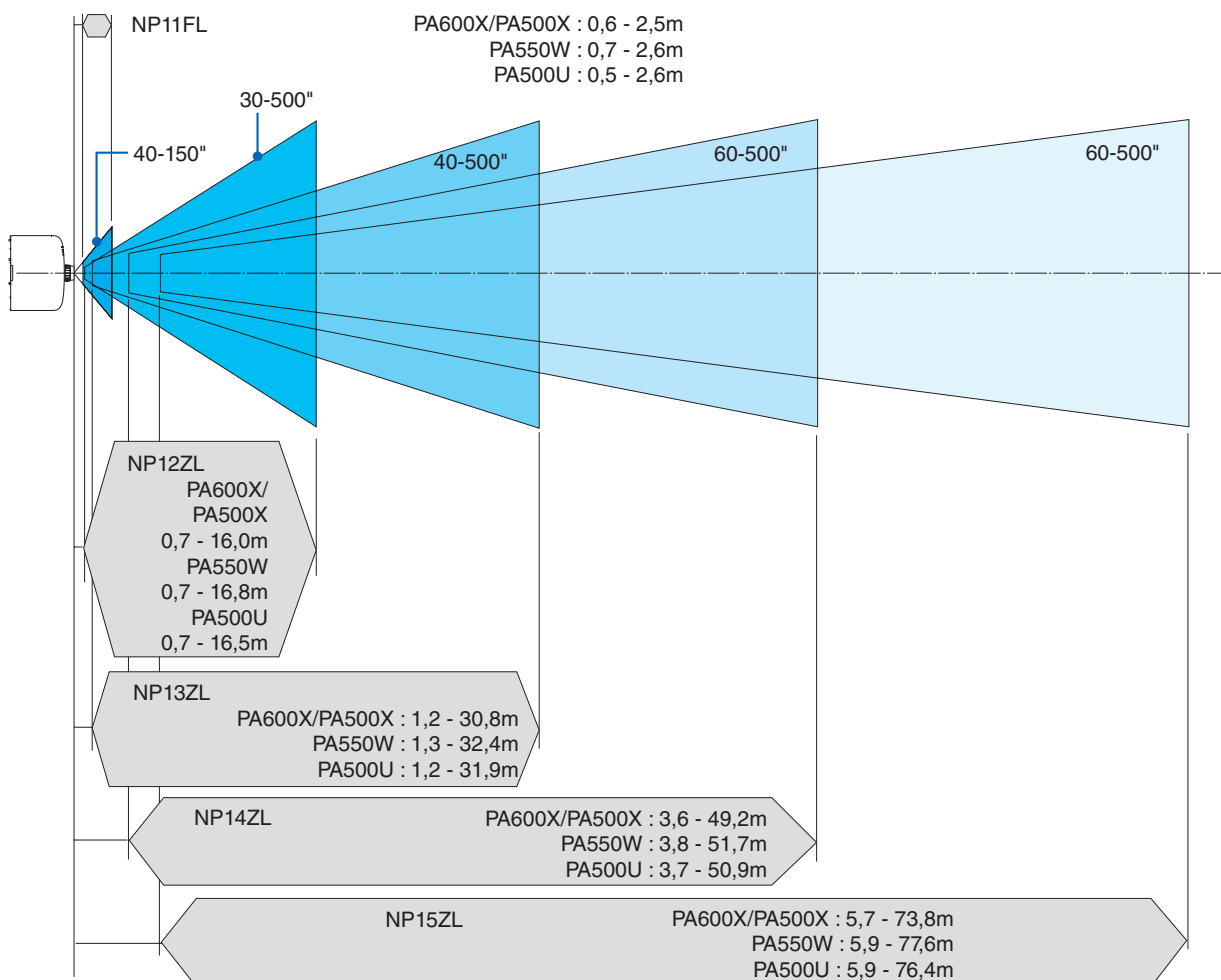 NP11FL
PA600X/PA500X : 0,6 - 2,5m
PA550W : 0,7 - 2,6m
PA500U : 0,5 - 2,6m
30-500"
40-150"
40-500"
60-500"
60-500"
NP12ZL
PA600X/
PA500X
0,7 - 16,0m
PA550W
0,7 - 16,8m
PA500U
0,7 - 16,5m
NP13ZL
PA600X/PA500X : 1,2 - 30,8m
PA550W : 1,3 - 32,4m
PA500U : 1,2 - 31,9m
NP14ZL
PA600X/PA500X : 3,6 - 49,2m
PA550W : 3,8 - 51,7m
PA500U : 3,7 - 50,9m
NP15ZL
PA600X/PA500X : 5,7 - 73,8m
PA550W : 5,9 - 77,6m
PA500U : 5,9 - 76,4m